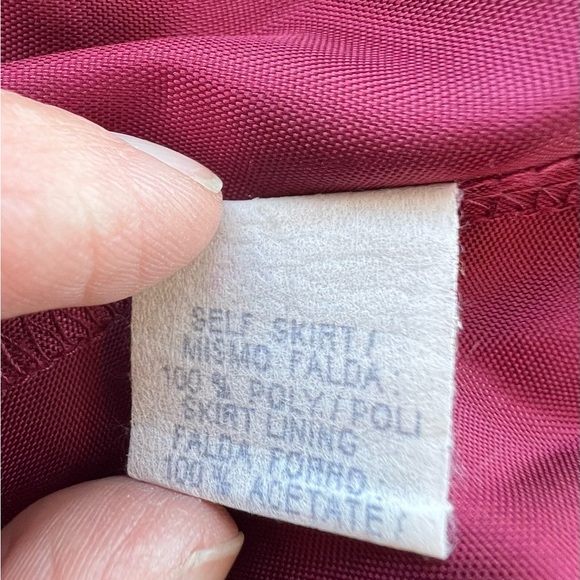 SELF SKIRT/
MISMO FALDA:
100 % POLY/POLI
SKIRT LINING
FALDA FORRO:
100 % ACETATE/